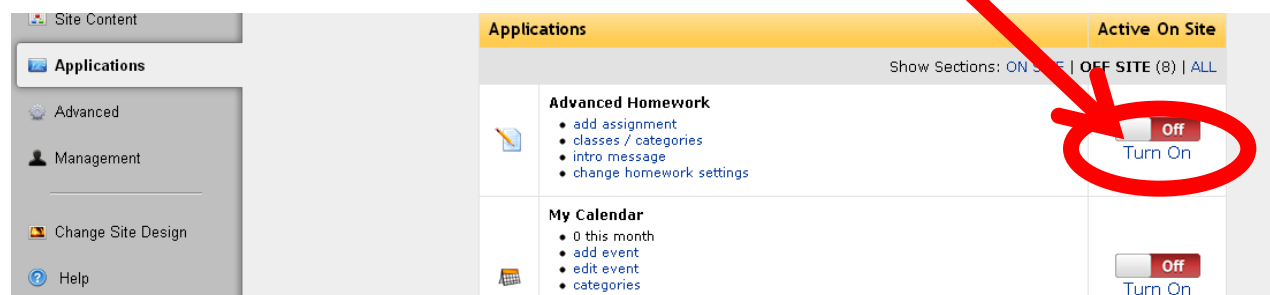 Site Content
Applications
Advanced
Management
Change Site Design
Help
Applications
Active On Site
Show Sections: ON | OFF SITE (8) | ALL
Advanced Homework
add assignment
classes / categories
intro message
change homework settings
Off
Turn On
My Calendar
0 this month
add event
edit event
categories
Off
Turn On